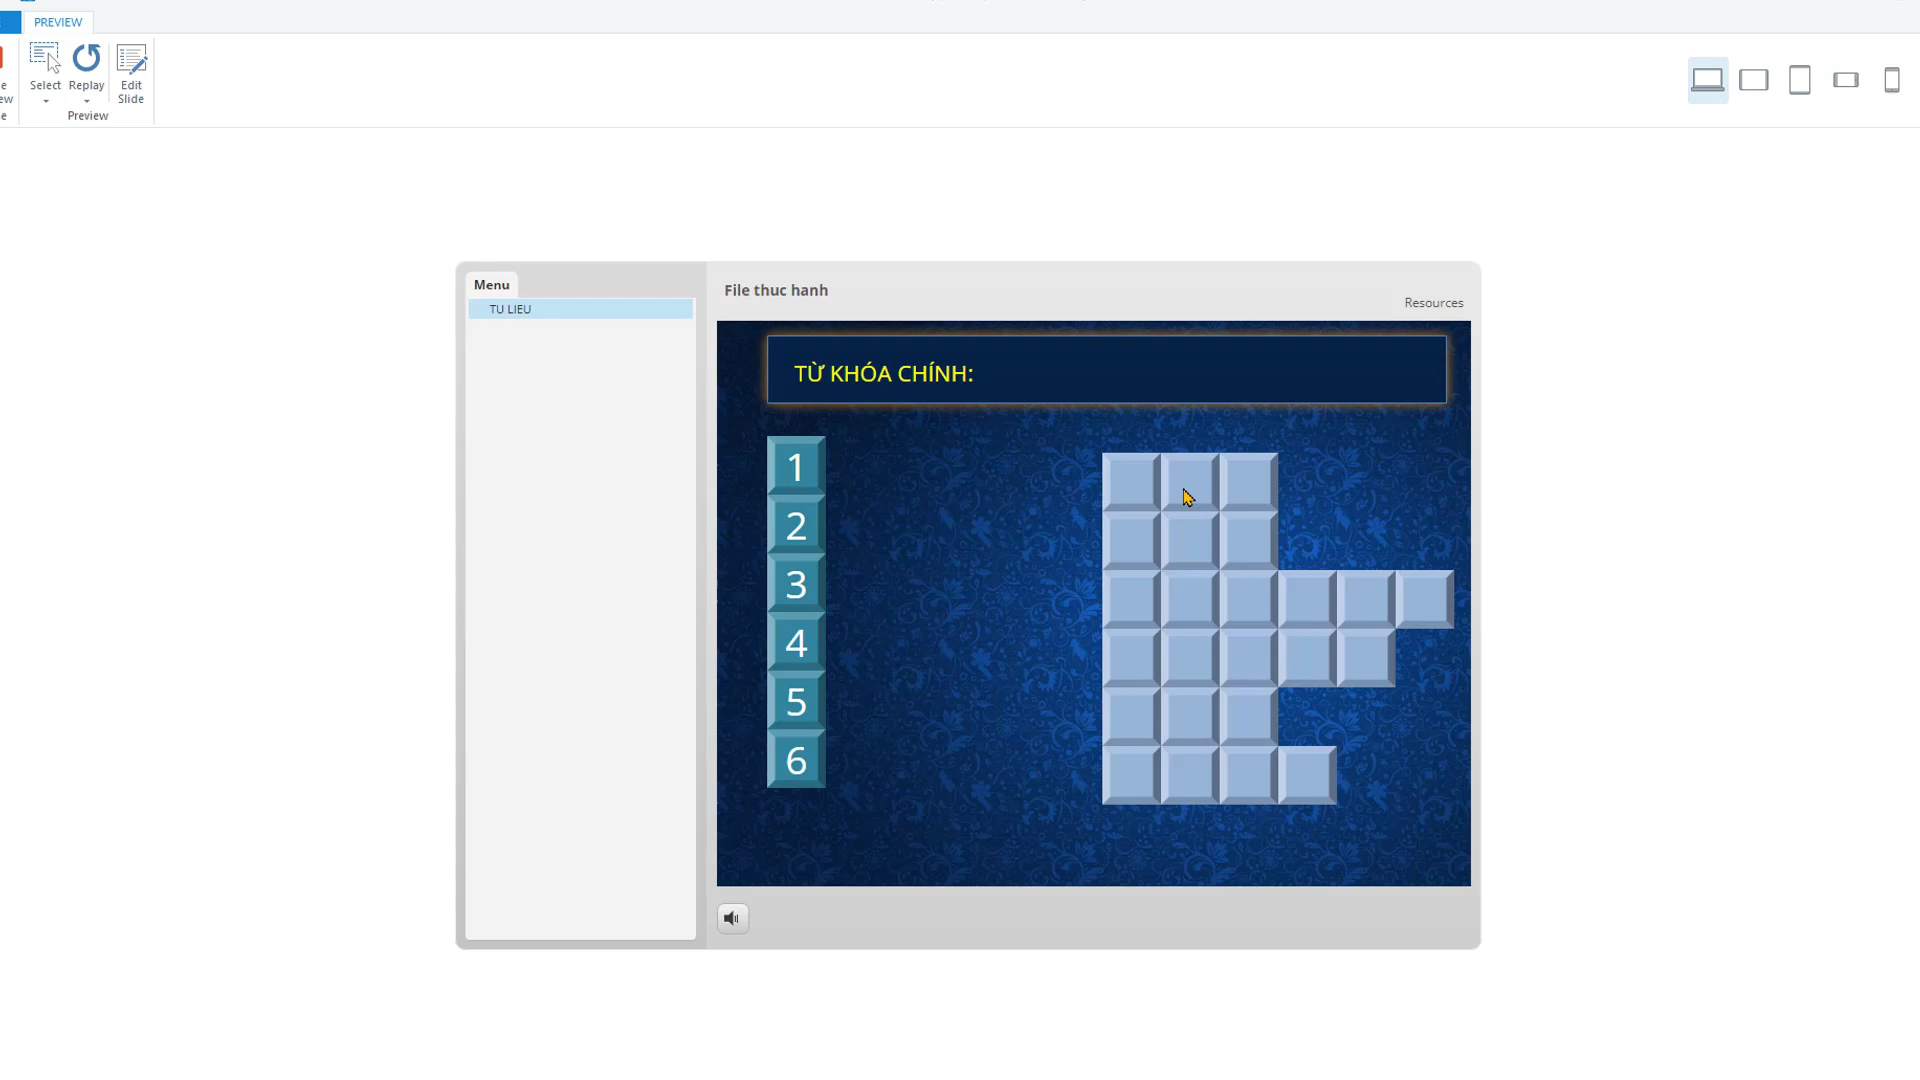 PREVIEW
Select
Replay
Edit
Slide
Preview
Menu
TU LIEU
File thuc hanh
Resources
TỪ KHÓA CHÍNH:
1
2
3
4
5
6